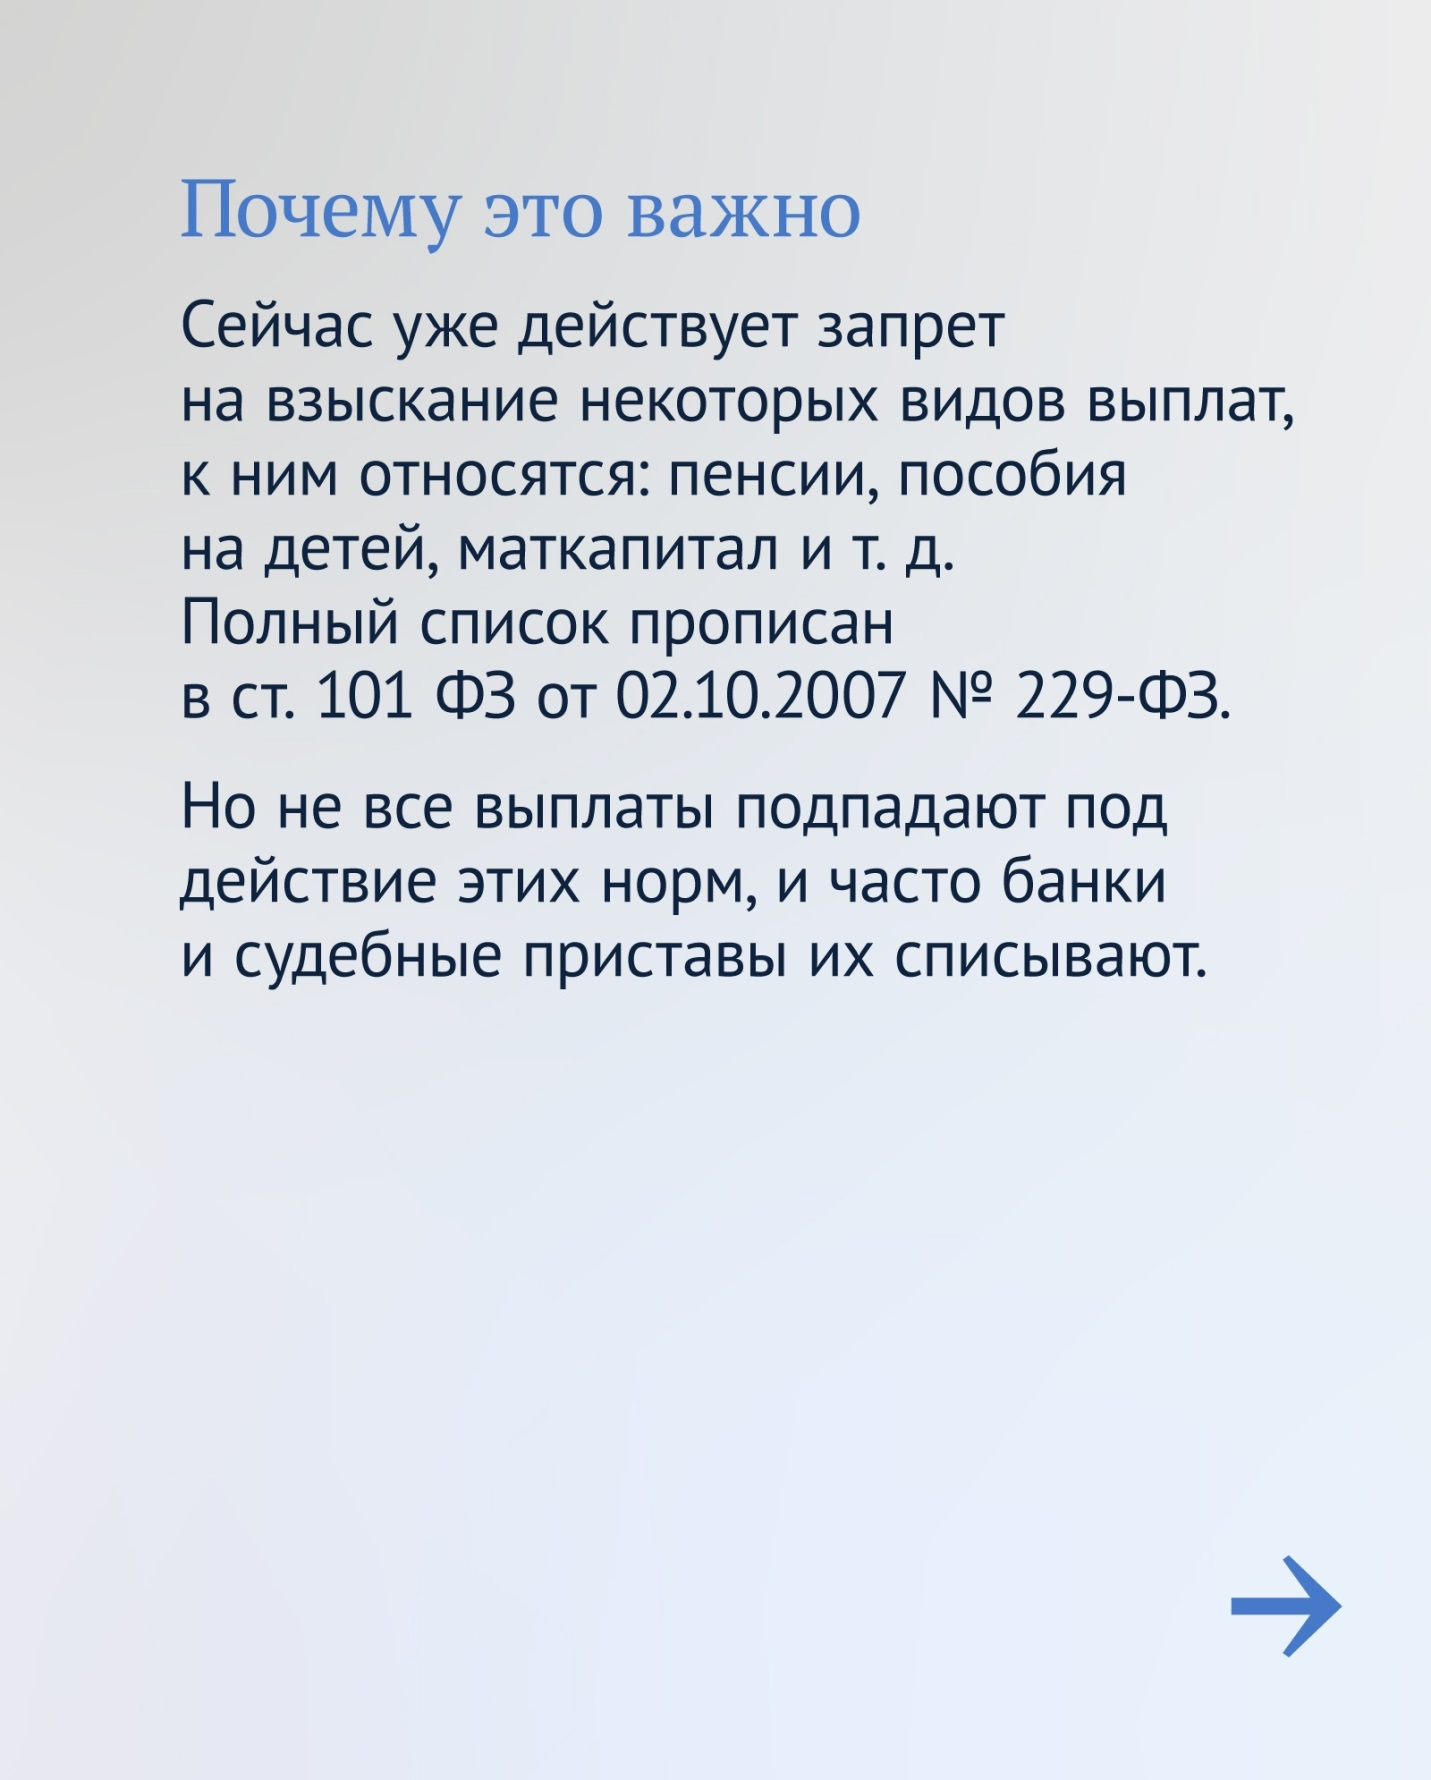 Почему это важно
Сейчас уже действует запрет
на взыскание некоторых видов выплат,
к ним относятся: пенсии, пособия
на детей, маткапитал и т. д.
Полный список прописан
в ст. 101 ФЗ от 02.10.2007 № 229-ФЗ.
Но не все выплаты подпадают под
действие этих норм, и часто банки
и судебные приставы их списывают.